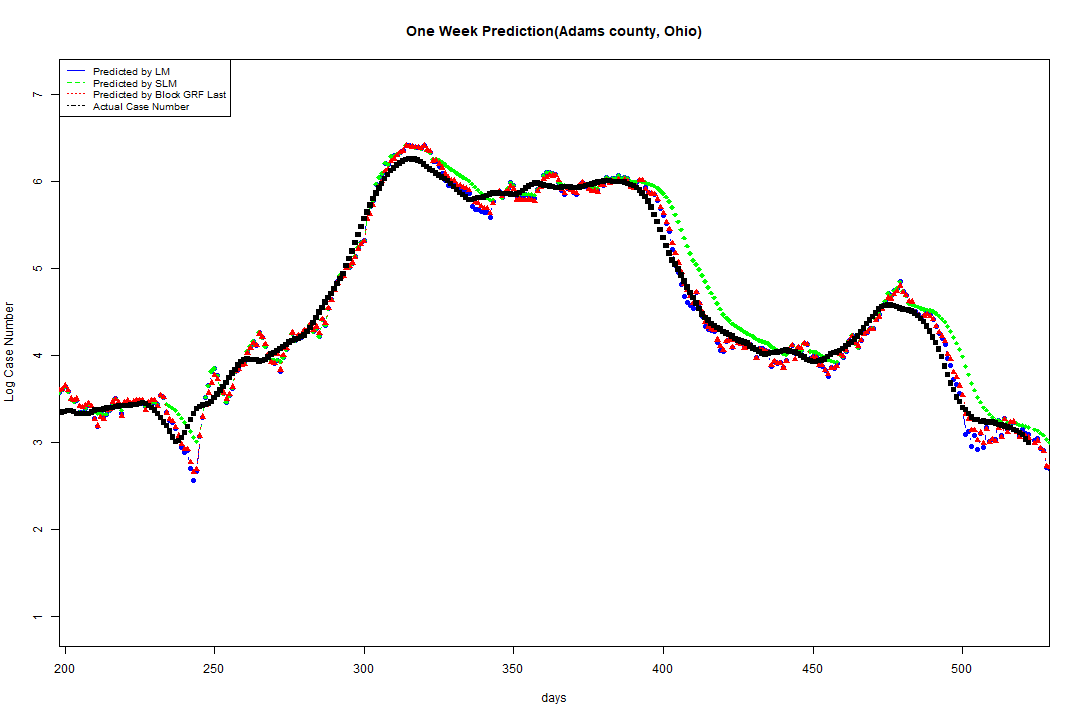 One Week Prediction(Adams county, Ohio)
Predicted by LM
Predicted by SLM
Predicted by Block GRF Last
Actual Case Number
7
6
5
4
3
2
1
Log Case Number
200 250 300 350 400 450 500
days